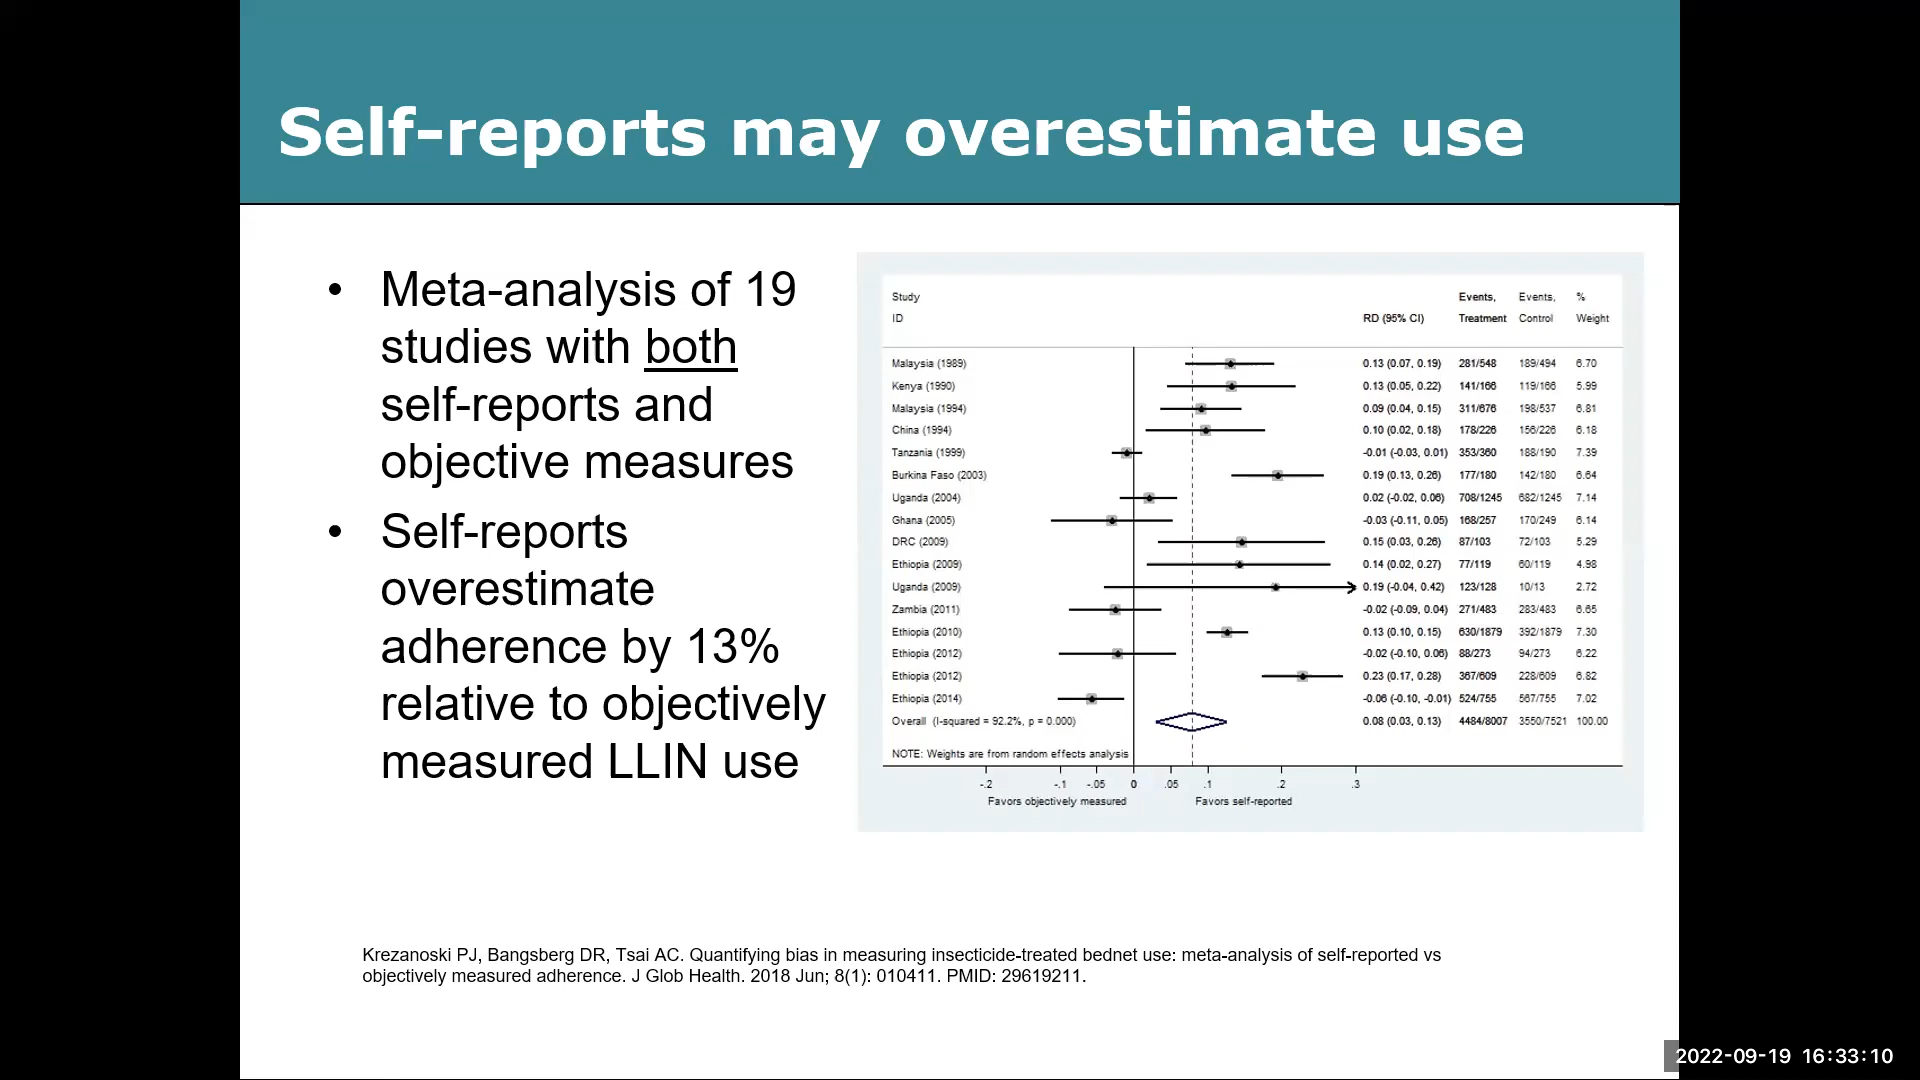 Self-reports may overestimate use
• Meta-analysis of 19
studies with both
self-reports and
objective measures
• Self-reports
overestimate
adherence by 13%
relative to objectively
measured LLIN use
Study Events, Events, %
ID RD (95% CI) Treatment Control Weight
Malaysia (1989) 0.13 (0.07, 0.19) 281/548 189/494 6.70
Kenya (1990) 0.13 (0.05, 0.22) 141/166 119/166 5.99
Malaysia (1994) 0.09 (0.04, 0.15) 311/676 198/537 6.81
China (1994) 0.10 (0.02, 0.18) 178/226 156/226 6.18
Tanzania (1999) -0.01 (-0.03, 0.01) 353/360 188/190 7.39
Burkina Faso (2003) 0.19 (0.13, 0.26) 177/180 142/180 6.64
Uganda (2004) 0.02 (-0.02, 0.06) 708/1245 682/1245 7.14
Ghana (2005) -0.03 (-0.11, 0.05) 168/257 170/249 6.14
DRC (2009) 0.15 (0.03, 0.26) 87/103 72/103 5.29
Ethiopia (2009) 0.14 (0.02, 0.27) 77/119 60/119 4.98
Uganda (2009) 0.19 (-0.04, 0.42) 123/128 10/13 2.72
Zambia (2011) -0.02 (-0.09, 0.04) 271/483 283/483 6.65
Ethiopia (2010) 0.13 (0.10, 0.15) 630/1879 392/1879 7.30
Ethiopia (2012) -0.02 (-0.10, 0.06) 88/273 94/273 6.22
Ethiopia (2012) 0.23 (0.17, 0.28) 367/609 228/609 6.82
Ethiopia (2014) -0.06 (-0.10, -0.01) 524/755 567/755 7.02
Overall (I-squared = 92.2%, p = 0.000) 0.08 (0.03, 0.13) 4484/8007 3550/7521 100.00
NOTE: Weights are from random effects analysis
-.2 -.1 -.05 0 .05 .1 .2 .3
Favors objectively measured Favors self-reported
Krezanoski PJ, Bangsberg DR, Tsai AC. Quantifying bias in measuring insecticide-treated bednet use: meta-analysis of self-reported vs
objectively measured adherence. J Glob Health. 2018 Jun; 8(1): 010411. PMID: 29619211.
2022-09-19 16:33:10